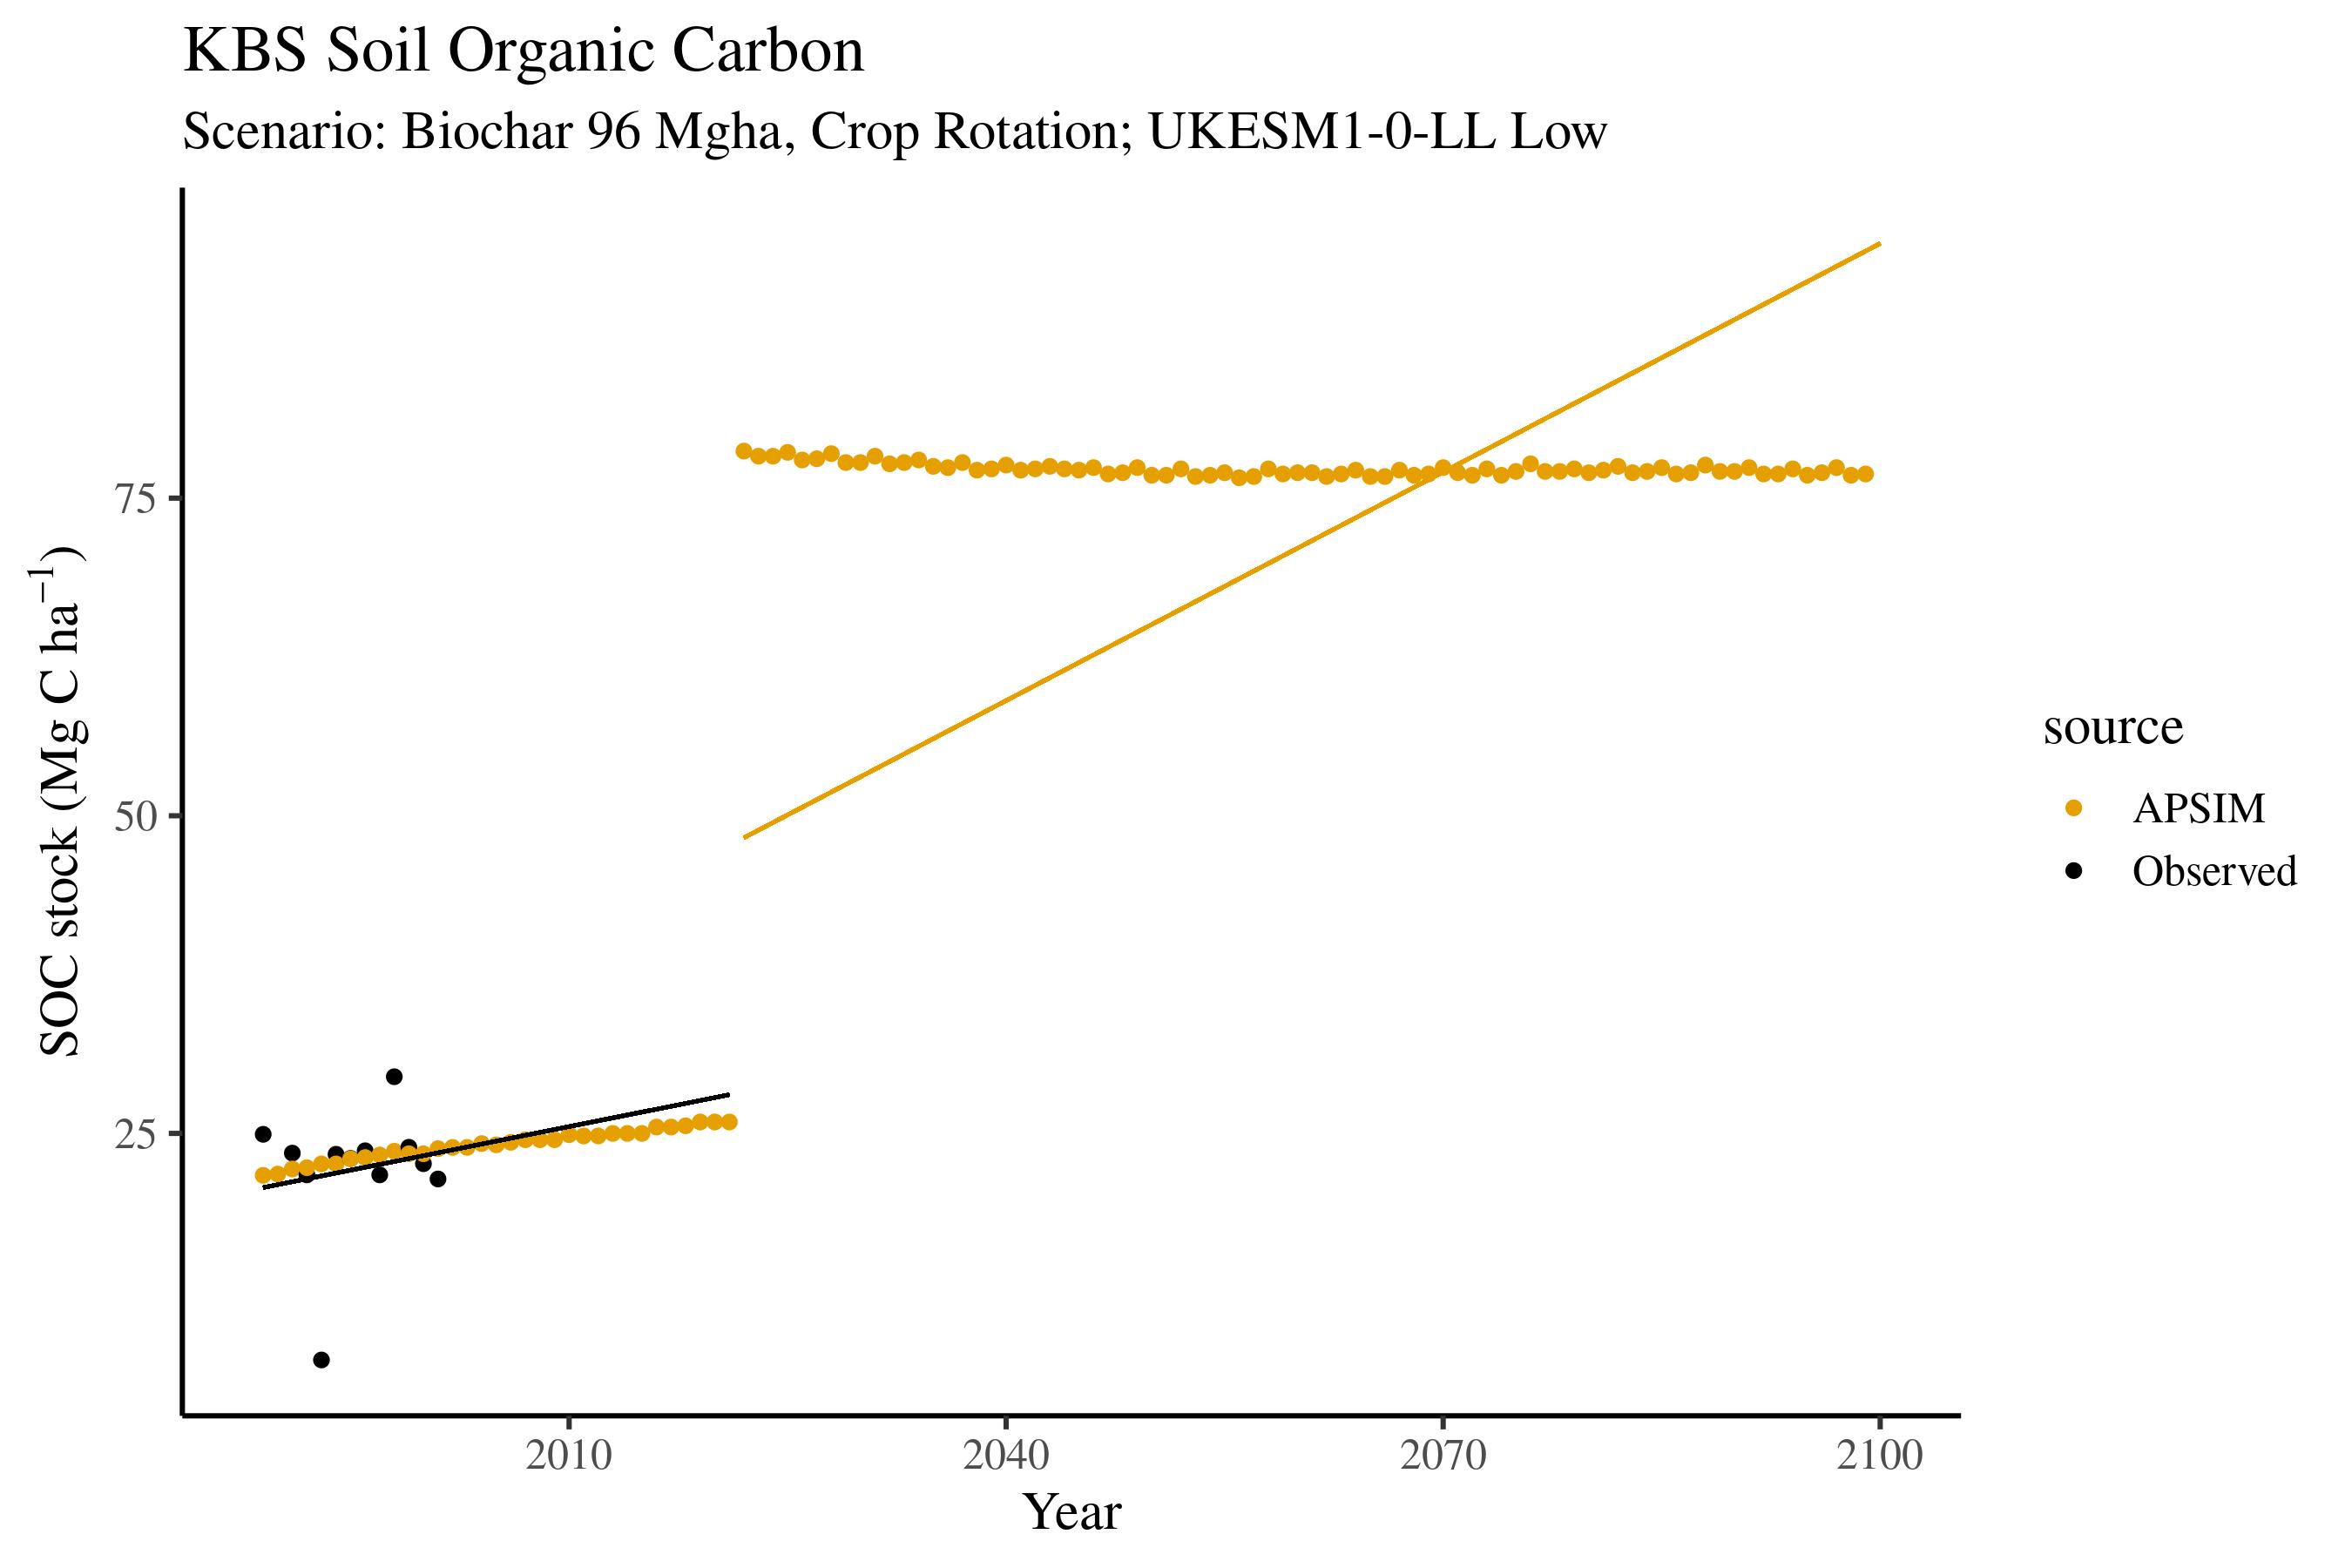 KBS Soil Organic Carbon
Scenario: Biochar 96 Mgha, Crop Rotation; UKESM1-0-LL Low
SOC stock (Mg C ha⁻¹)
75
50
25
2010
2040
2070
2100
Year
source
APSIM
Observed